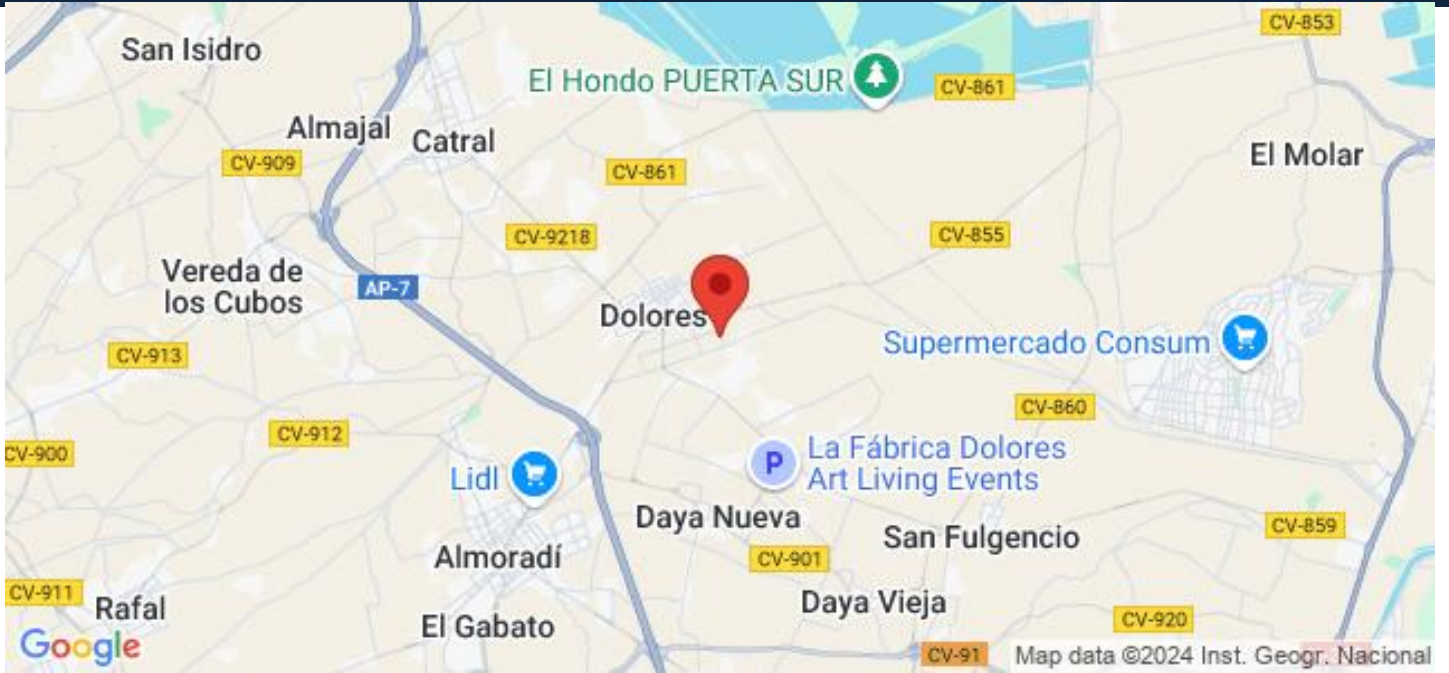 CV-853
San Isidro
El Hondo PUERTA SUR
CV-861
Almajal
Catral
CV-909
El Molar
CV-861
CV-9218
CV-855
Vereda de
los Cubos
AP-7
Dolores
Supermercado Consum
CV-913
CV-860
CV-912
CV-900
La Fábrica Dolores
Art Living Events
P
Lidl
Daya Nueva
San Fulgencio
CV-859
Almoradí
CV-901
CV-911
Rafal
Daya Vieja
CV-920
El Gabato
Google
CV-91
Map data ©2024 Inst. Geogr. Nacional